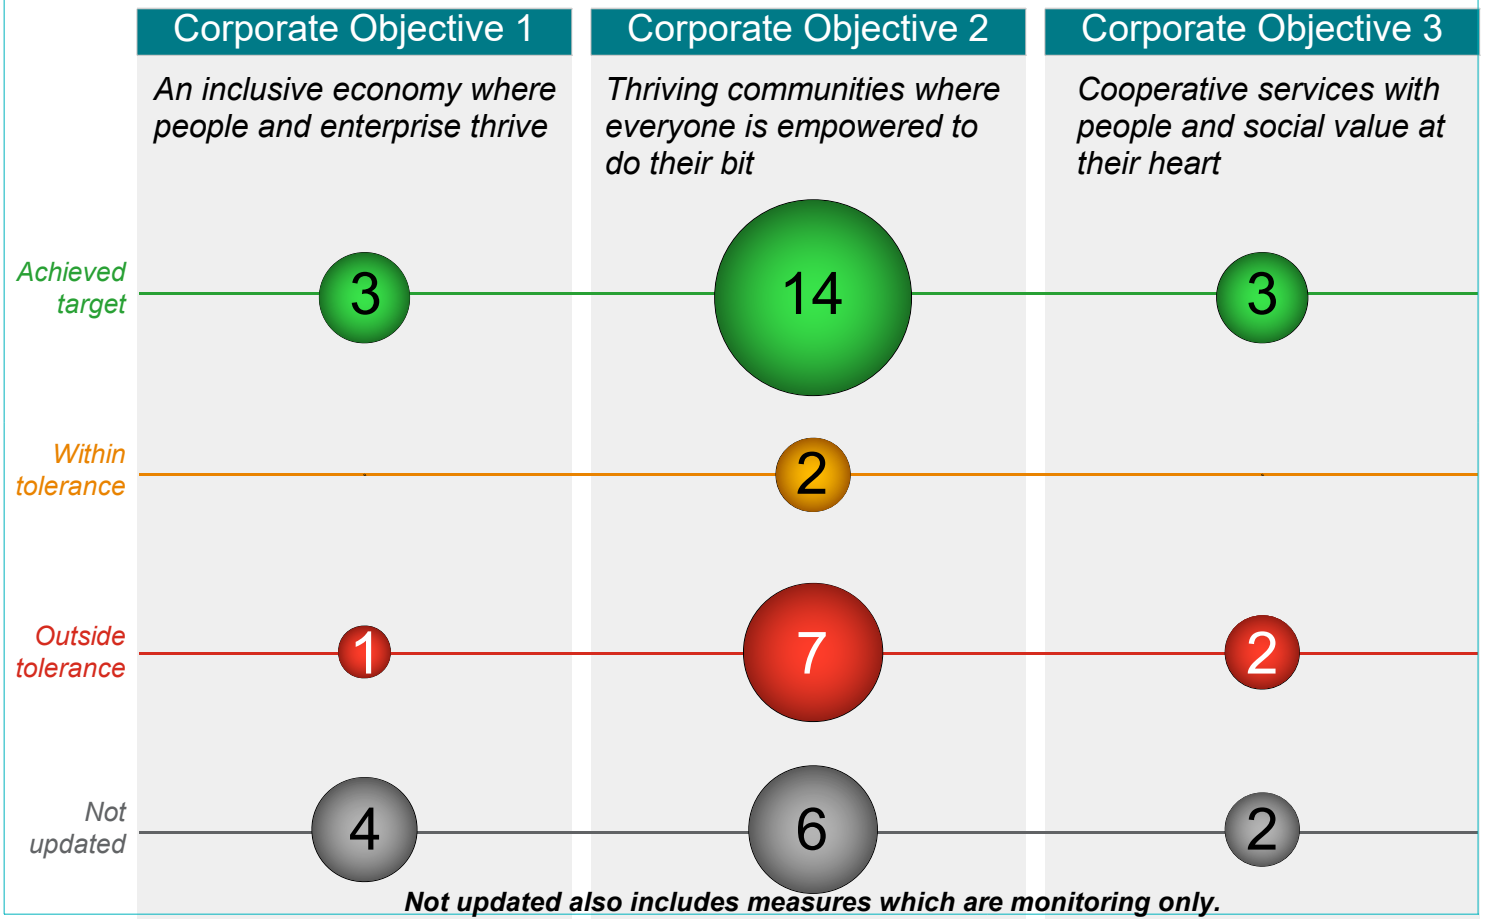 Corporate Objective 1
Corporate Objective 2
Corporate Objective 3
An inclusive economy where
people and enterprise thrive
Thriving communities where
everyone is empowered to
do their bit
Cooperative services with
people and social value at
their heart
Achieved
target
3
14
3
Within
tolerance
2
Outside
tolerance
1
7
2
Not
updated
4
6
2
Not updated also includes measures which are monitoring only.